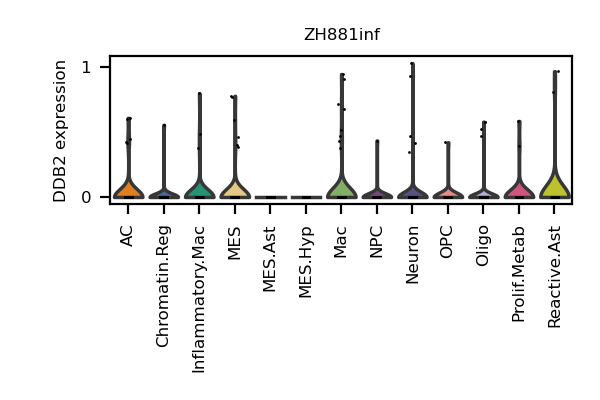 ZH881inf
DDB2 expression
1
0
AC
Chromatin.Reg
Inflammatory.Mac
MES
MES.Ast
MES.Hyp
Mac
NPC
Neuron
OPC
Oligo
Prolif.Metab
Reactive.Ast